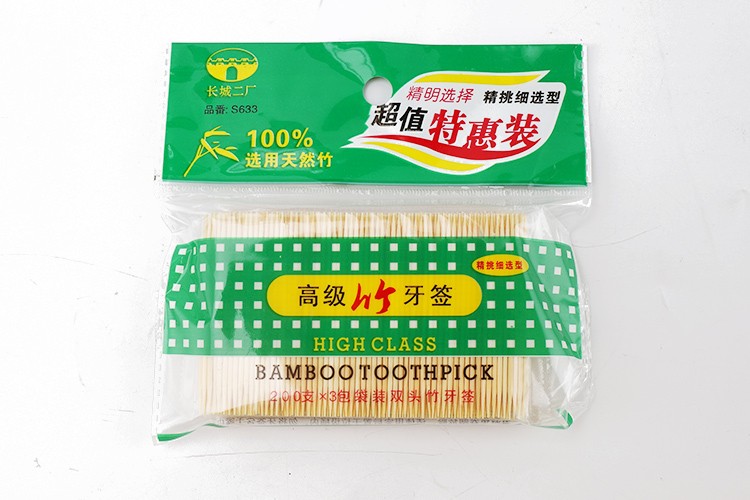 长城二厂
品番: S633
100%
选用天然竹
精明选择 精挑细选型
超值特惠装
精挑细选型
高级竹牙签
HIGH CLASS
BAMBOO TOOTHPICK
200支×3包袋装双头竹牙签